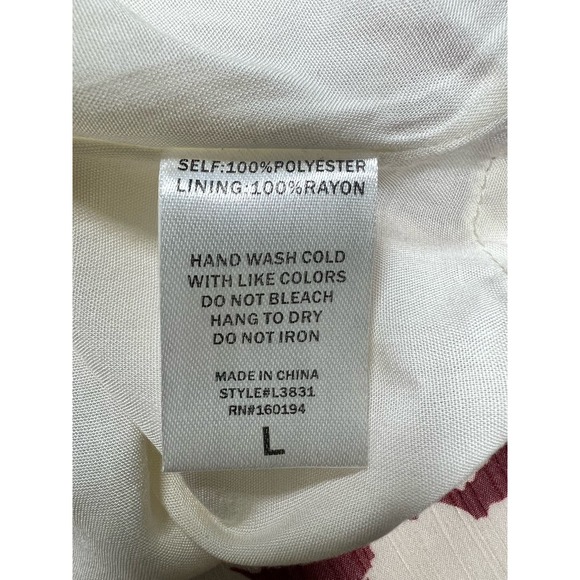 SELF:100%POLYESTER
LINING:100%RAYON
HAND WASH COLD
WITH LIKE COLORS
DO NOT BLEACH
HANG TO DRY
DO NOT IRON
MADE IN CHINA
STYLE#L3831
RN#160194
L